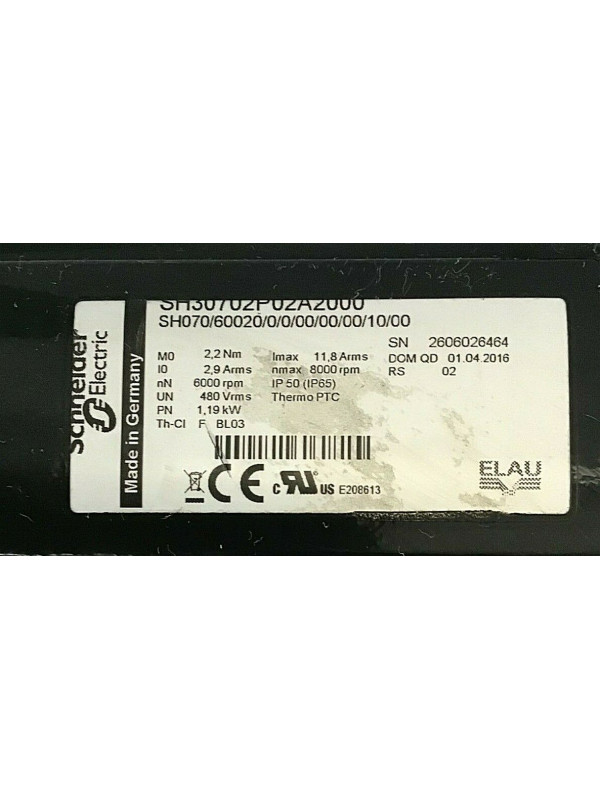 SH30702P02A2000
SH070/60020/0/0/00/00/00/10/00
SN 2606026464
DOM QD 01.04.2016
RS 02
M0 2,2 Nm Imax 11,8 Arms
I0 2,9 Arms nmax 8000 rpm
nN 6000 rpm IP 50 (IP65)
UN 480 Vrms Thermo PTC
PN 1,19 kW
Th-Cl F BL03
CE c RU US E208613
ELAU
Schneider
Electric
Made in Germany